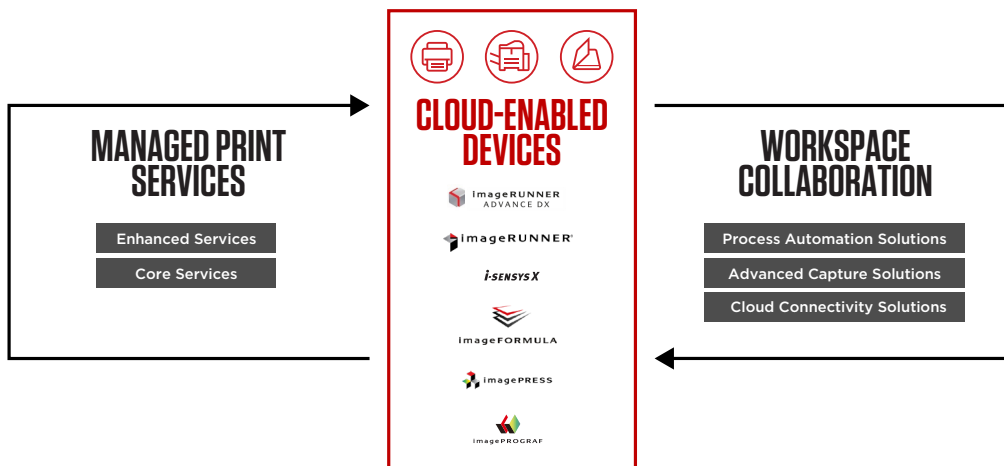 MANAGED PRINT
SERVICES
Enhanced Services
Core Services
CLOUD-ENABLED
DEVICES
imageRUNNER
ADVANCE DX
imageRUNNER®
i-SENSYS X
imageFORMULA
imagePRESS
imagePROGRAF
WORKSPACE
COLLABORATION
Process Automation Solutions
Advanced Capture Solutions
Cloud Connectivity Solutions